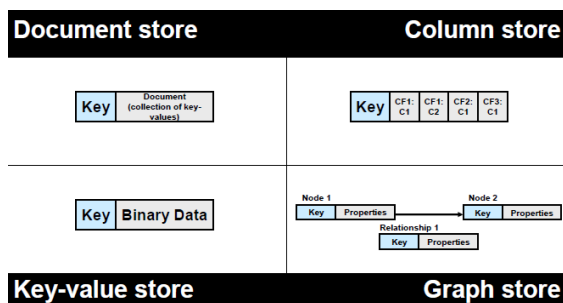 Document store
Column store
Key
Document
(collection of key-
values)
Key
CF1:
C1
CF1:
C2
CF2:
C1
CF3:
C1
Key
Binary Data
Node 1
Key
Properties
Node 2
Key
Properties
Relationship 1
Key
Properties
Key-value store
Graph store